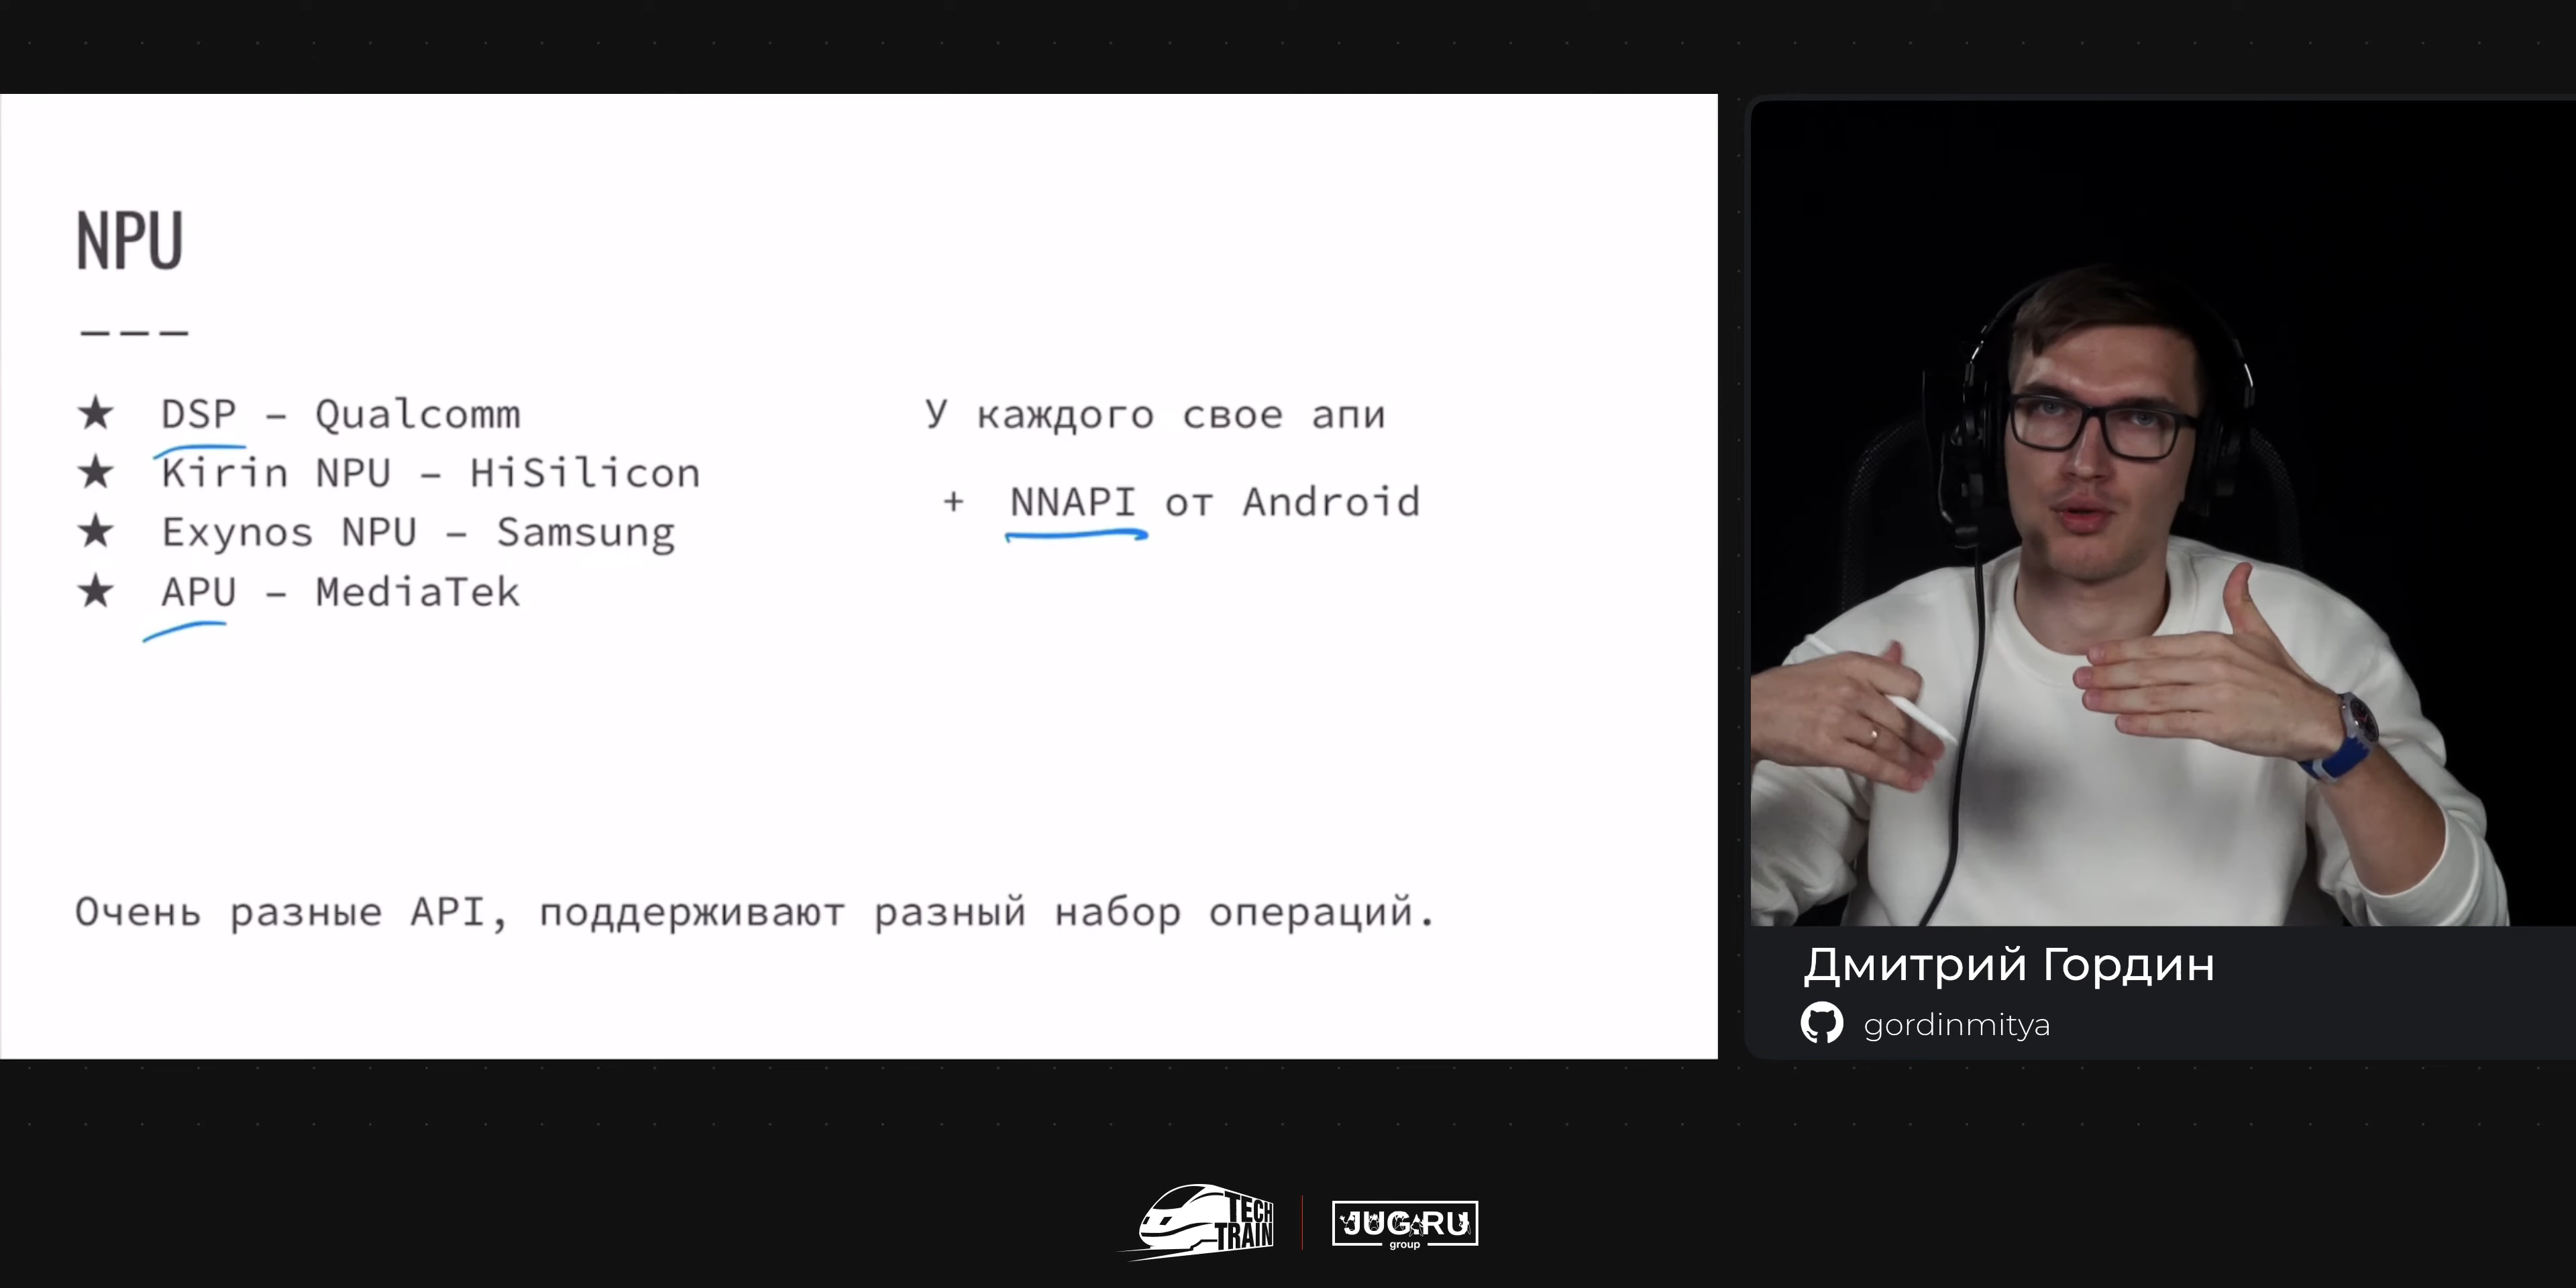 NPU
---
★ DSP – Qualcomm
★ Kirin NPU – HiSilicon
★ Exynos NPU – Samsung
★ APU – MediaTek
У каждого свое апи
+ NNAPI от Android
Очень разные API, поддерживают разный набор операций.
Дмитрий Гордин
gordinmitya
TECH
TRAIN
JUG.RU
group